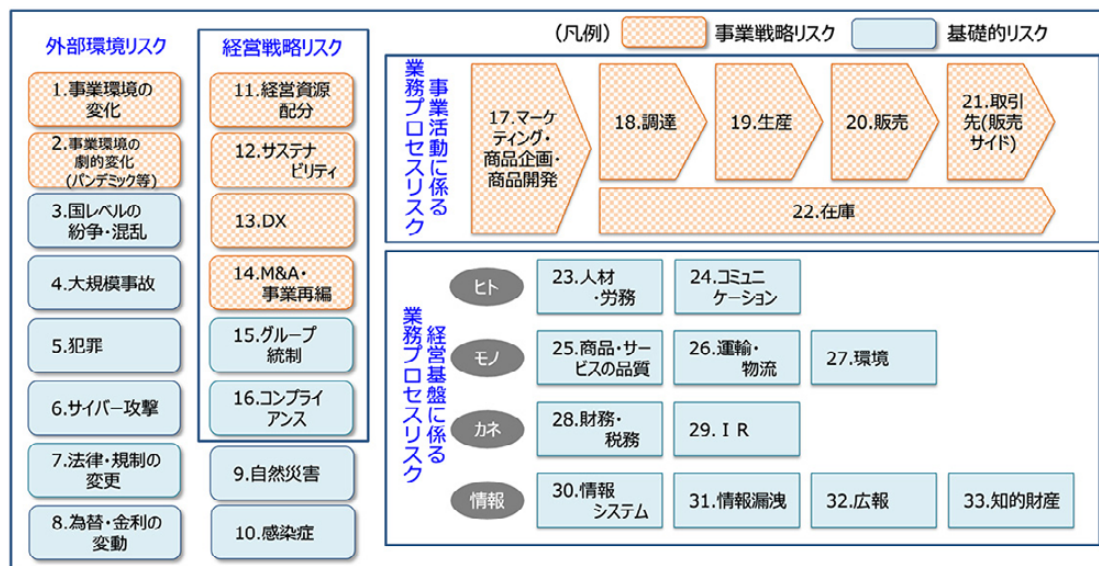 外部環境リスク
1.事業環境の
変化
2.事業環境の
劇的変化
(パンデミック等)
3.国レベルの
紛争・混乱
4.大規模事故
5.犯罪
6.サイバー攻撃
7.法律・規制の
変更
8.為替・金利の
変動
経営戦略リスク
11.経営資源
配分
12.サステナ
ビリティ
13.DX
14.M&A・
事業再編
15.グループ
統制
16.コンプライ
アンス
9.自然災害
10.感染症
(凡例)
事業戦略リスク
基礎的リスク
事業活動に係る
業務プロセスリスク
17.マーケ
ティング・
商品企画・
商品開発
18.調達
19.生産
20.販売
21.取引
先(販売
サイド)
22.在庫
経営基盤に係る
業務プロセスリスク
ヒト
23.人材
・労務
24.コミュニ
ケーション
モノ
25.商品・サー
ビスの品質
26.運輸・
物流
27.環境
カネ
28.財務・
税務
29.ＩＲ
情報
30.情報
システム
31.情報漏洩
32.広報
33.知的財産